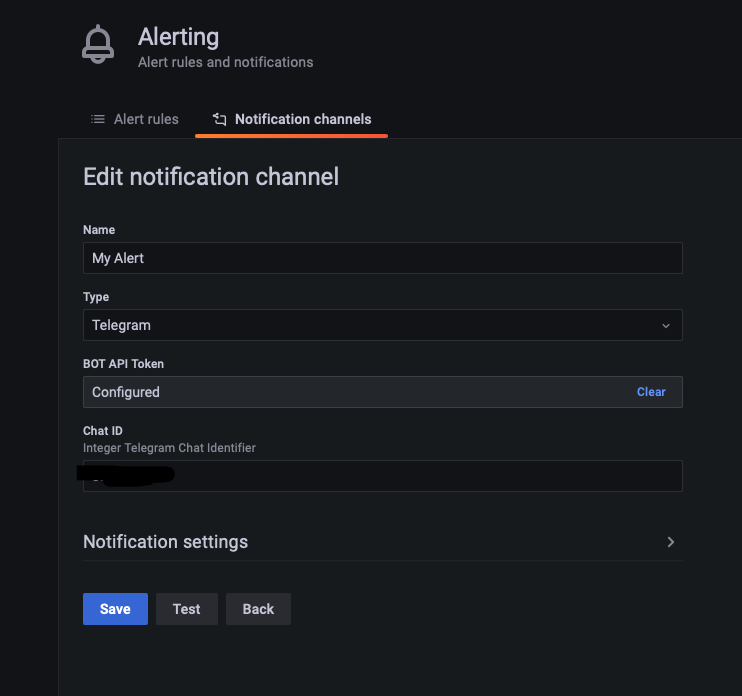 Alerting
Alert rules and notifications
Alert rules
Notification channels
Edit notification channel
Name
My Alert
Type
Telegram
BOT API Token
Configured
Clear
Chat ID
Integer Telegram Chat Identifier
Notification settings
Save
Test
Back